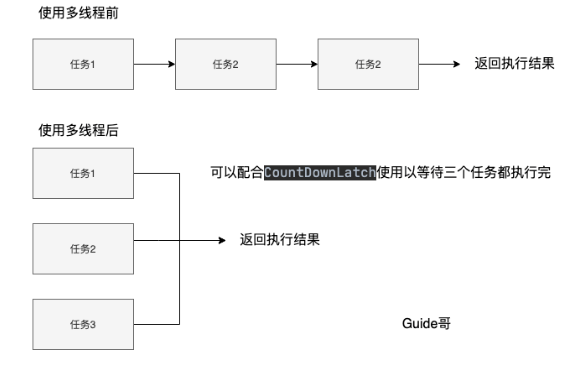 使用多线程前
任务1
任务2
任务2
返回执行结果
使用多线程后
任务1
可以配合CountDownLatch使用以等待三个任务都执行完
任务2
返回执行结果
任务3
Guide哥